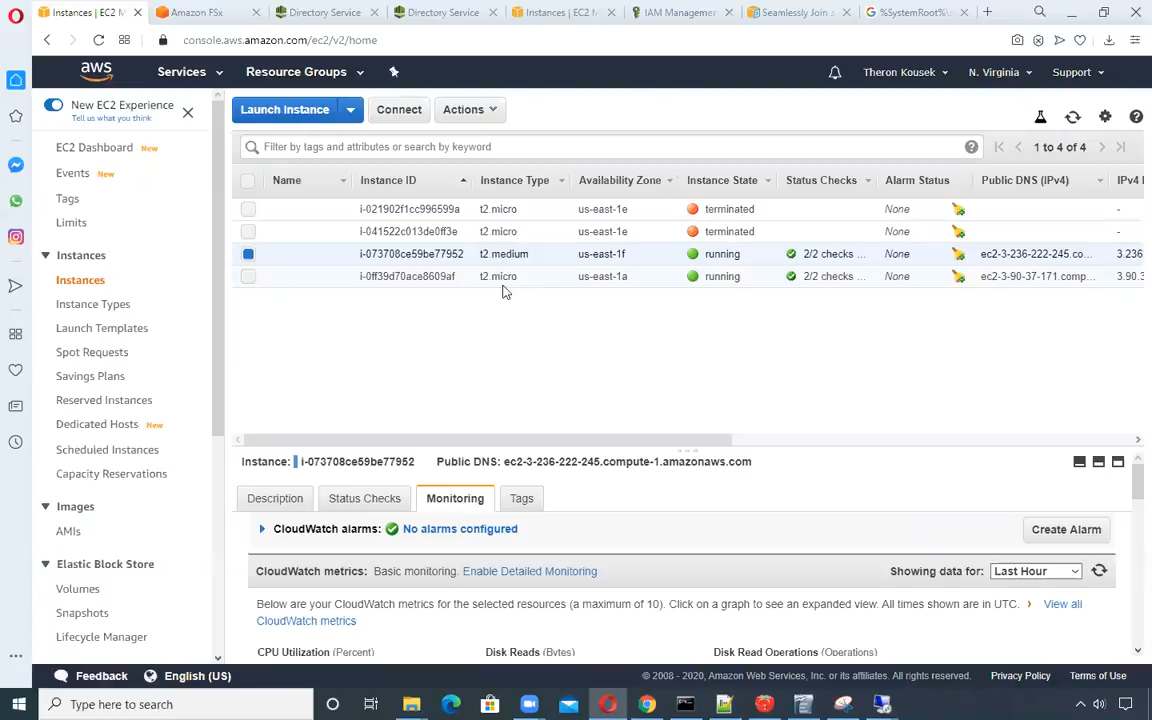 Instances | EC2 M
Amazon FSx
Directory Service
Directory Service
Instances | EC2 M
IAM Managemen
Seamlessly Join
%SystemRoot%\s
console.aws.amazon.com/ec2/v2/home
aws
Services
Resource Groups
Theron Kousek
N. Virginia
Support
New EC2 Experience
Tell us what you think
EC2 Dashboard New
Events New
Tags
Limits
Instances
Instances
Instance Types
Launch Templates
Spot Requests
Savings Plans
Reserved Instances
Dedicated Hosts New
Scheduled Instances
Capacity Reservations
Images
AMIs
Elastic Block Store
Volumes
Snapshots
Lifecycle Manager
Launch Instance
Connect
Actions
Filter by tags and attributes or search by keyword
1 to 4 of 4
Name Instance ID Instance Type Availability Zone Instance State Status Checks Alarm Status Public DNS (IPv4) IPv4
i-021902f1cc996599a t2.micro us-east-1e terminated None -
i-041522c013de0ff3e t2.micro us-east-1e terminated None -
i-073708ce59be77952 t2.medium us-east-1f running 2/2 checks ... None ec2-3-236-222-245.co... 3.236
i-0ff39d70ace8609af t2.micro us-east-1a running 2/2 checks ... None ec2-3-90-37-171.comp... 3.90.3
Instance: i-073708ce59be77952 Public DNS: ec2-3-236-222-245.compute-1.amazonaws.com
Description
Status Checks
Monitoring
Tags
CloudWatch alarms: No alarms configured
Create Alarm
CloudWatch metrics: Basic monitoring. Enable Detailed Monitoring
Showing data for: Last Hour
Below are your CloudWatch metrics for the selected resources (a maximum of 10). Click on a graph to see an expanded view. All times shown are in UTC. View all
CloudWatch metrics
CPU Utilization (Percent)
Disk Reads (Bytes)
Disk Read Operations (Operations)
Feedback
English (US)
© 2008 - 2020, Amazon Web Services, Inc. or its affiliates. All rights reserved.
Privacy Policy
Terms of Use
Type here to search